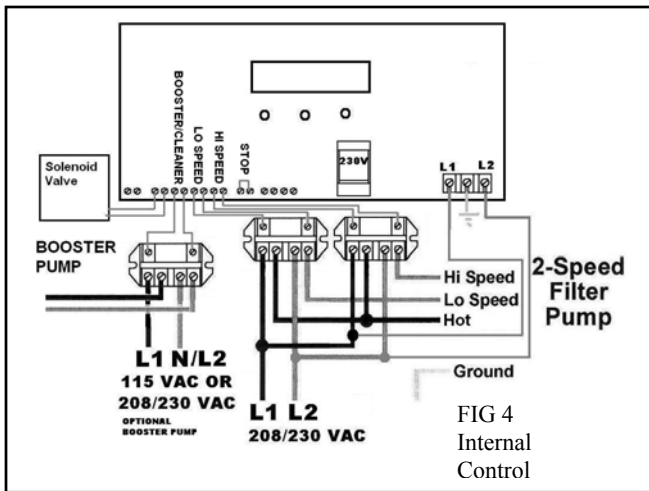 BOOSTER/CLEANER
LO SPEED
HI SPEED
STOP
230V
L1
L2
Solenoid
Valve
BOOSTER
PUMP
Hi Speed
Lo Speed
Hot
2-Speed
Filter
Pump
Ground
L1 N/L2
115 VAC OR
208/230 VAC
OPTIONAL
BOOSTER PUMP
L1 L2
208/230 VAC
FIG 4
Internal
Control